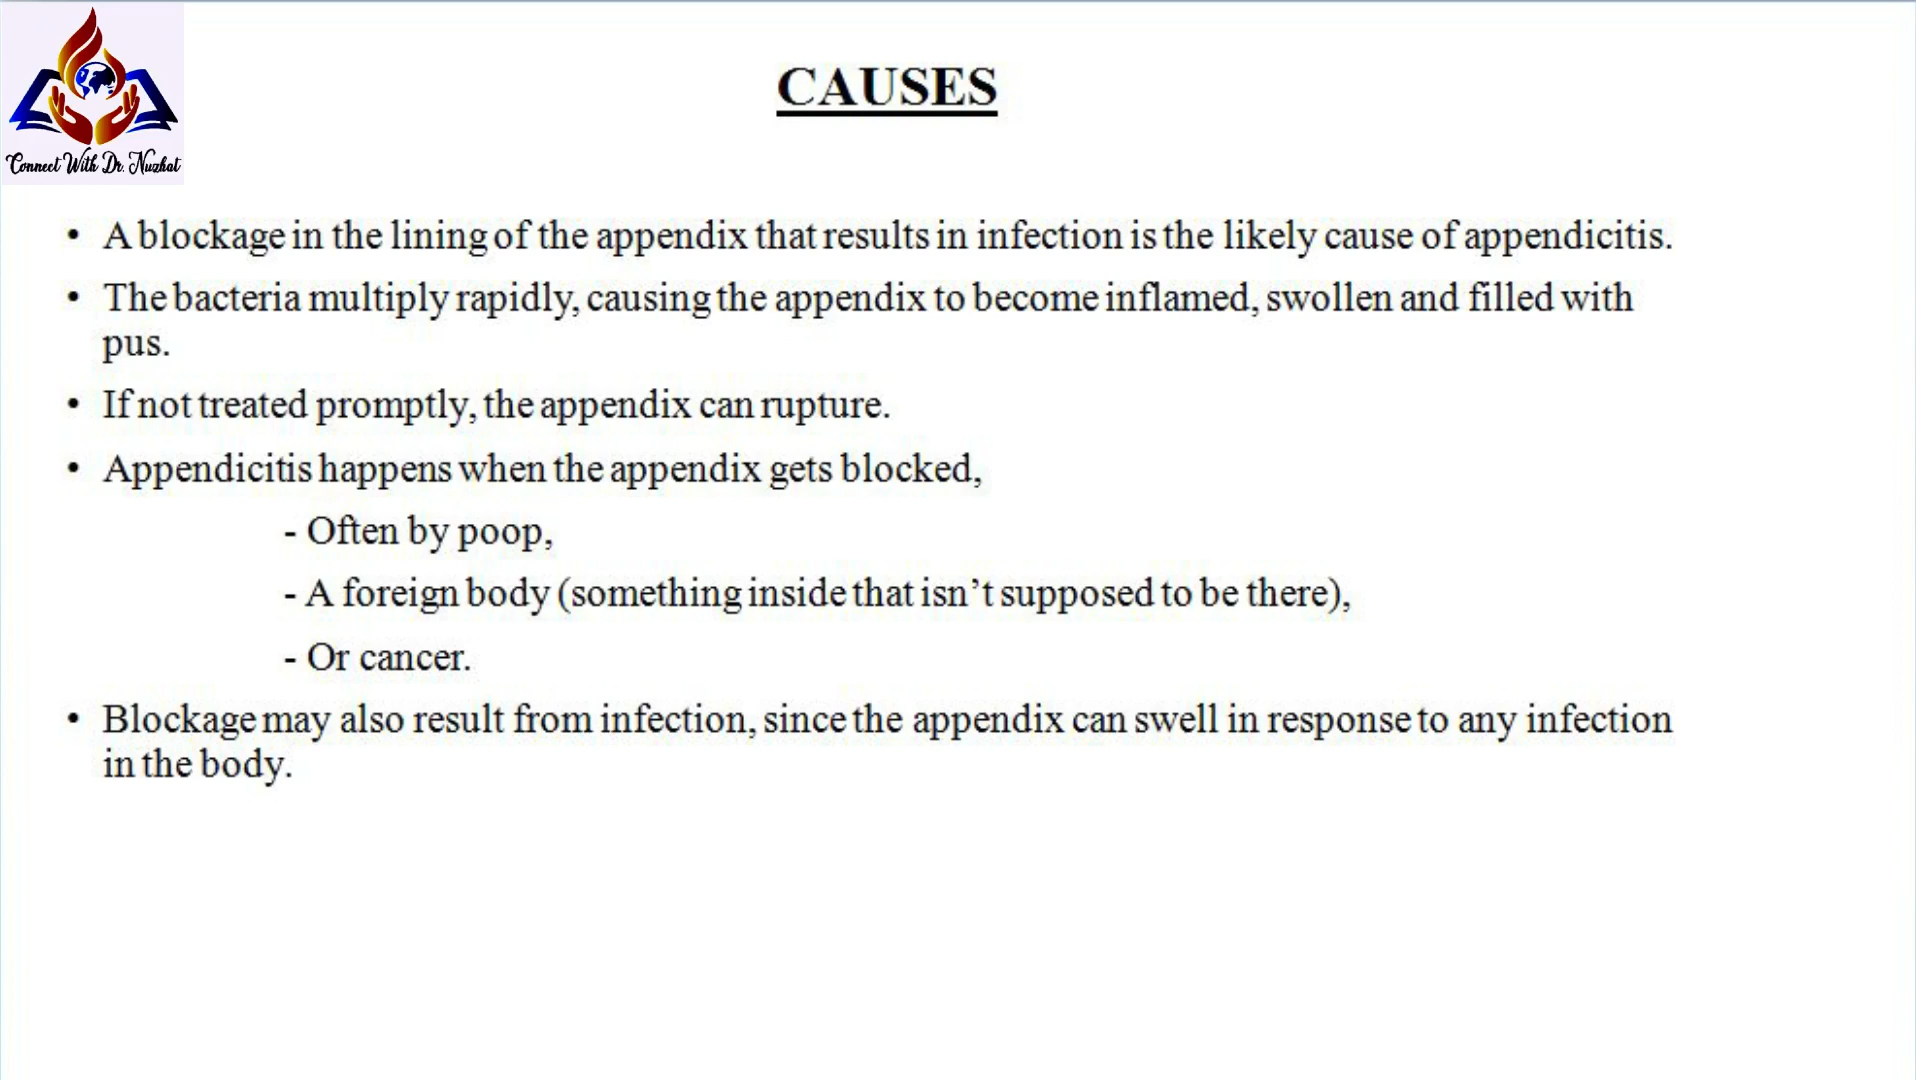 Connect With Dr. Nuzhat
CAUSES
• A blockage in the lining of the appendix that results in infection is the likely cause of appendicitis.
• The bacteria multiply rapidly, causing the appendix to become inflamed, swollen and filled with
pus.
• If not treated promptly, the appendix can rupture.
• Appendicitis happens when the appendix gets blocked,
- Often by poop,
- A foreign body (something inside that isn’t supposed to be there),
- Or cancer.
• Blockage may also result from infection, since the appendix can swell in response to any infection
in the body.